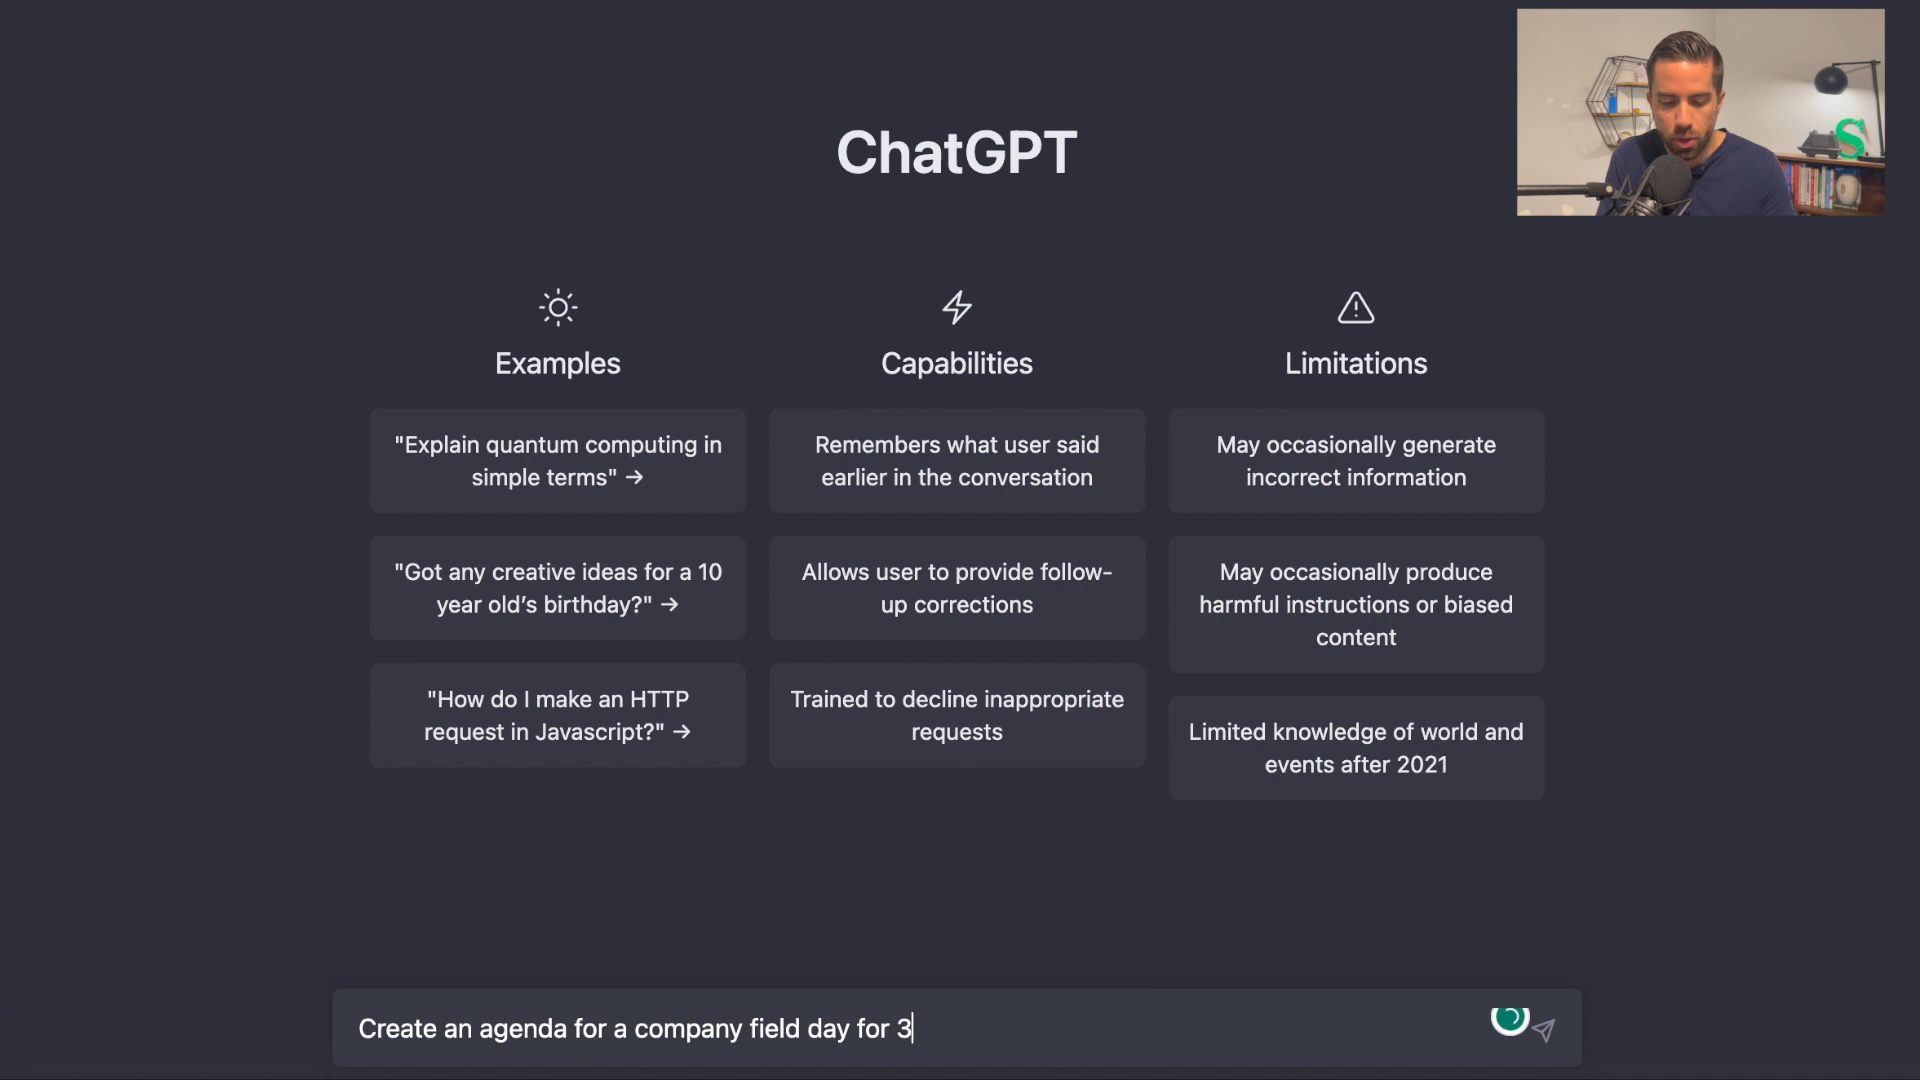 ChatGPT
Examples
"Explain quantum computing in
simple terms" →
"Got any creative ideas for a 10
year old’s birthday?" →
"How do I make an HTTP
request in Javascript?" →
Capabilities
Remembers what user said
earlier in the conversation
Allows user to provide follow-
up corrections
Trained to decline inappropriate
requests
Limitations
May occasionally generate
incorrect information
May occasionally produce
harmful instructions or biased
content
Limited knowledge of world and
events after 2021
S
Create an agenda for a company field day for 3